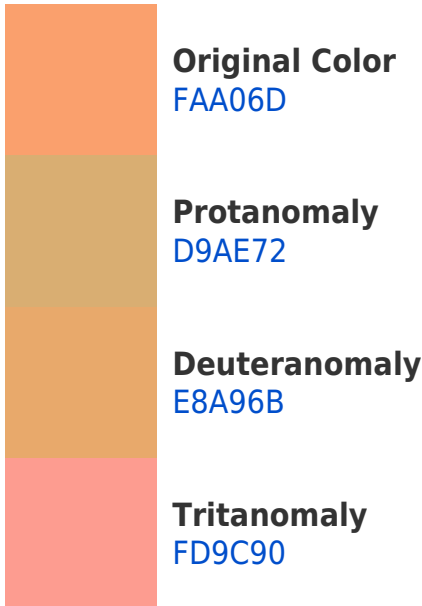 Original Color
FAA06D
Protanomaly
D9AE72
Deuteranomaly
E8A96B
Tritanomaly
FD9C90